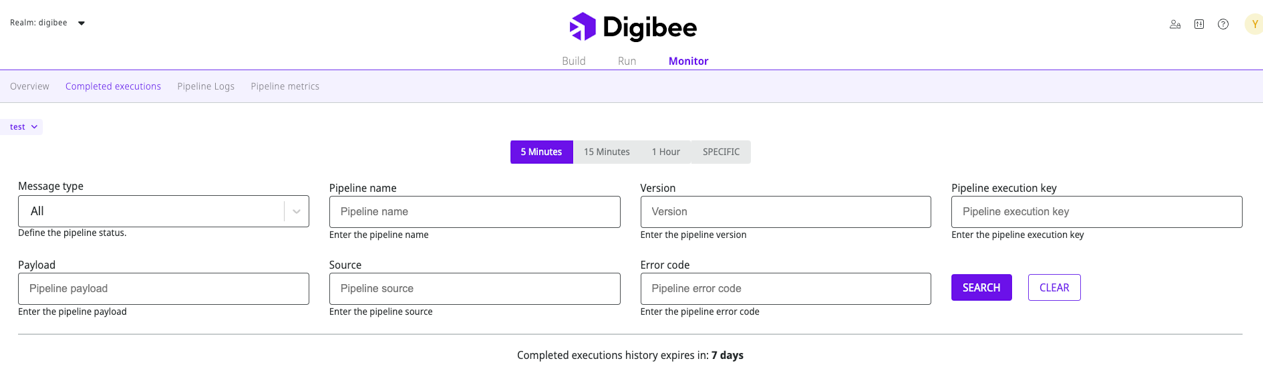 Realm: digibee
Digibee
Y
Build Run Monitor
Overview Completed executions Pipeline Logs Pipeline metrics
test
5 Minutes 15 Minutes 1 Hour SPECIFIC
Message type Pipeline name Version Pipeline execution key
All Pipeline name Version Pipeline execution key
Define the pipeline status. Enter the pipeline name Enter the pipeline version Enter the pipeline execution key
Payload Source Error code
Pipeline payload Pipeline source Pipeline error code SEARCH CLEAR
Enter the pipeline payload Enter the pipeline source Enter the pipeline error code
Completed executions history expires in: 7 days